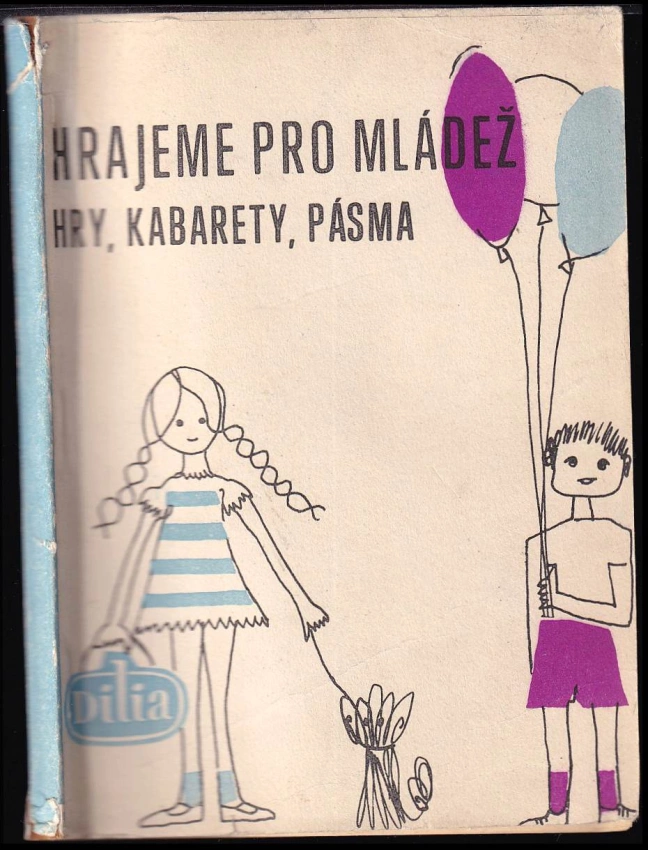 HRAJEME PRO MLÁDEŽ
HRY, KABARETY, PÁSMA
Dilia